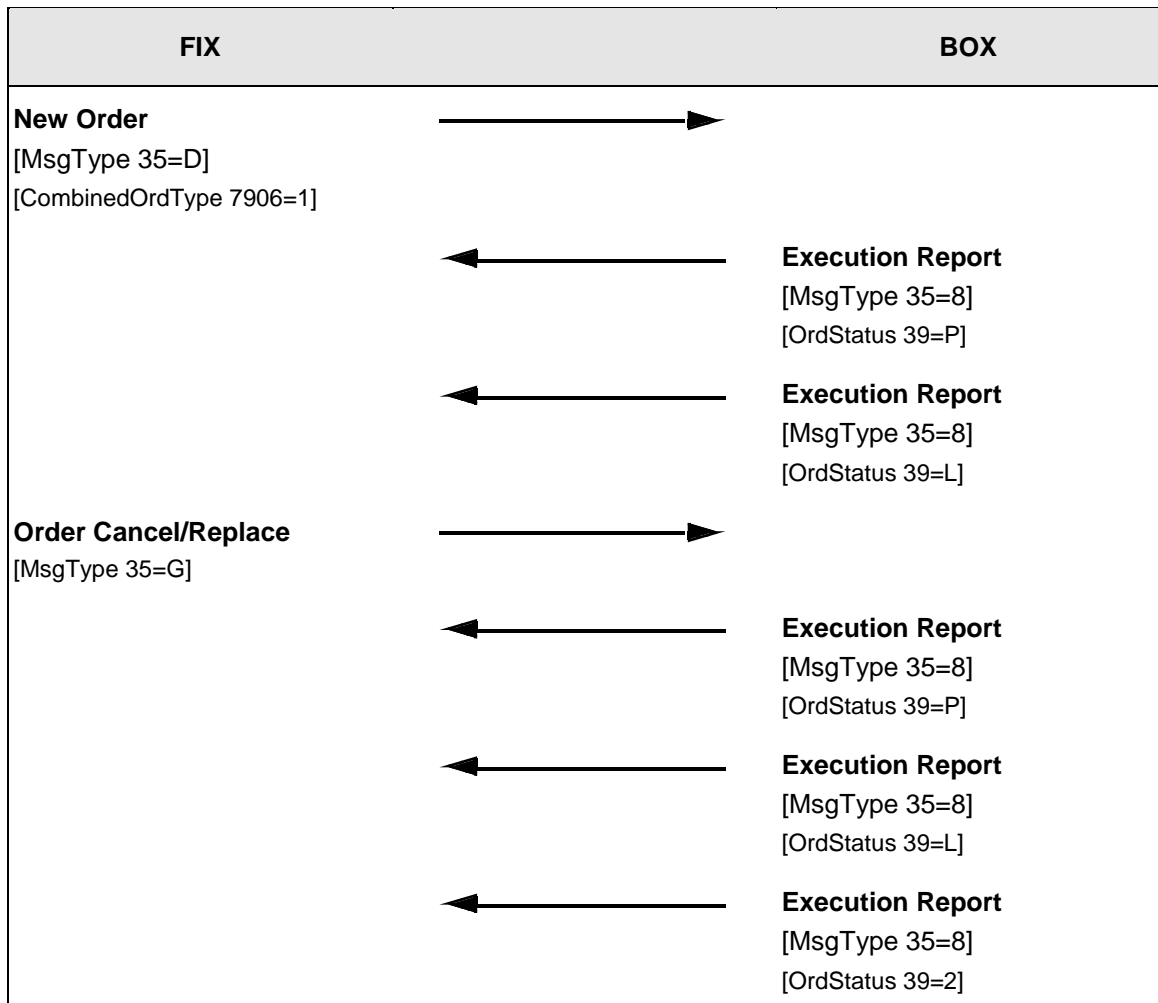 FIX
BOX
New Order
[MsgType 35=D]
[CombinedOrdType 7906=1]
Execution Report
[MsgType 35=8]
[OrdStatus 39=P]
Execution Report
[MsgType 35=8]
[OrdStatus 39=L]
Order Cancel/Replace
[MsgType 35=G]
Execution Report
[MsgType 35=8]
[OrdStatus 39=P]
Execution Report
[MsgType 35=8]
[OrdStatus 39=L]
Execution Report
[MsgType 35=8]
[OrdStatus 39=2]